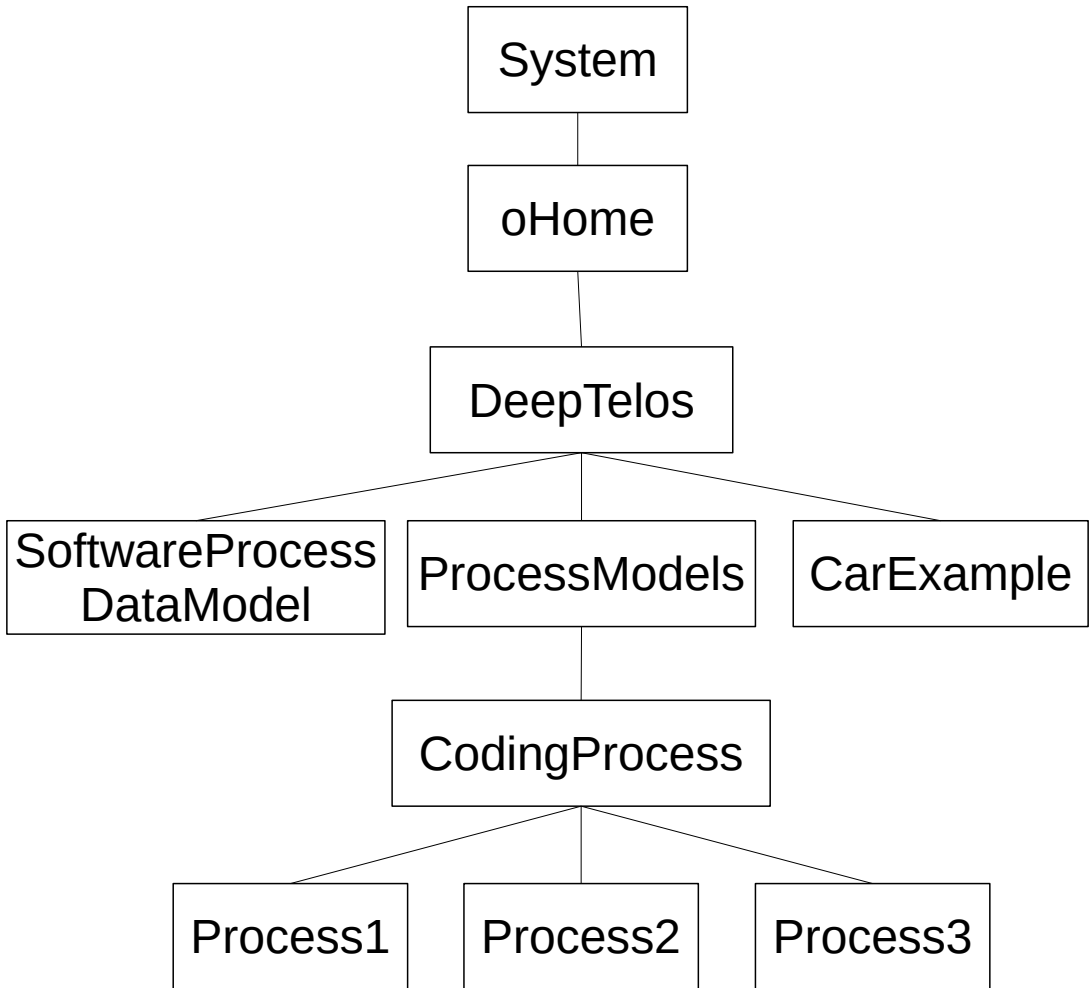 System
oHome
DeepTelos
SoftwareProcess
DataModel
ProcessModels
CarExample
CodingProcess
Process1
Process2
Process3